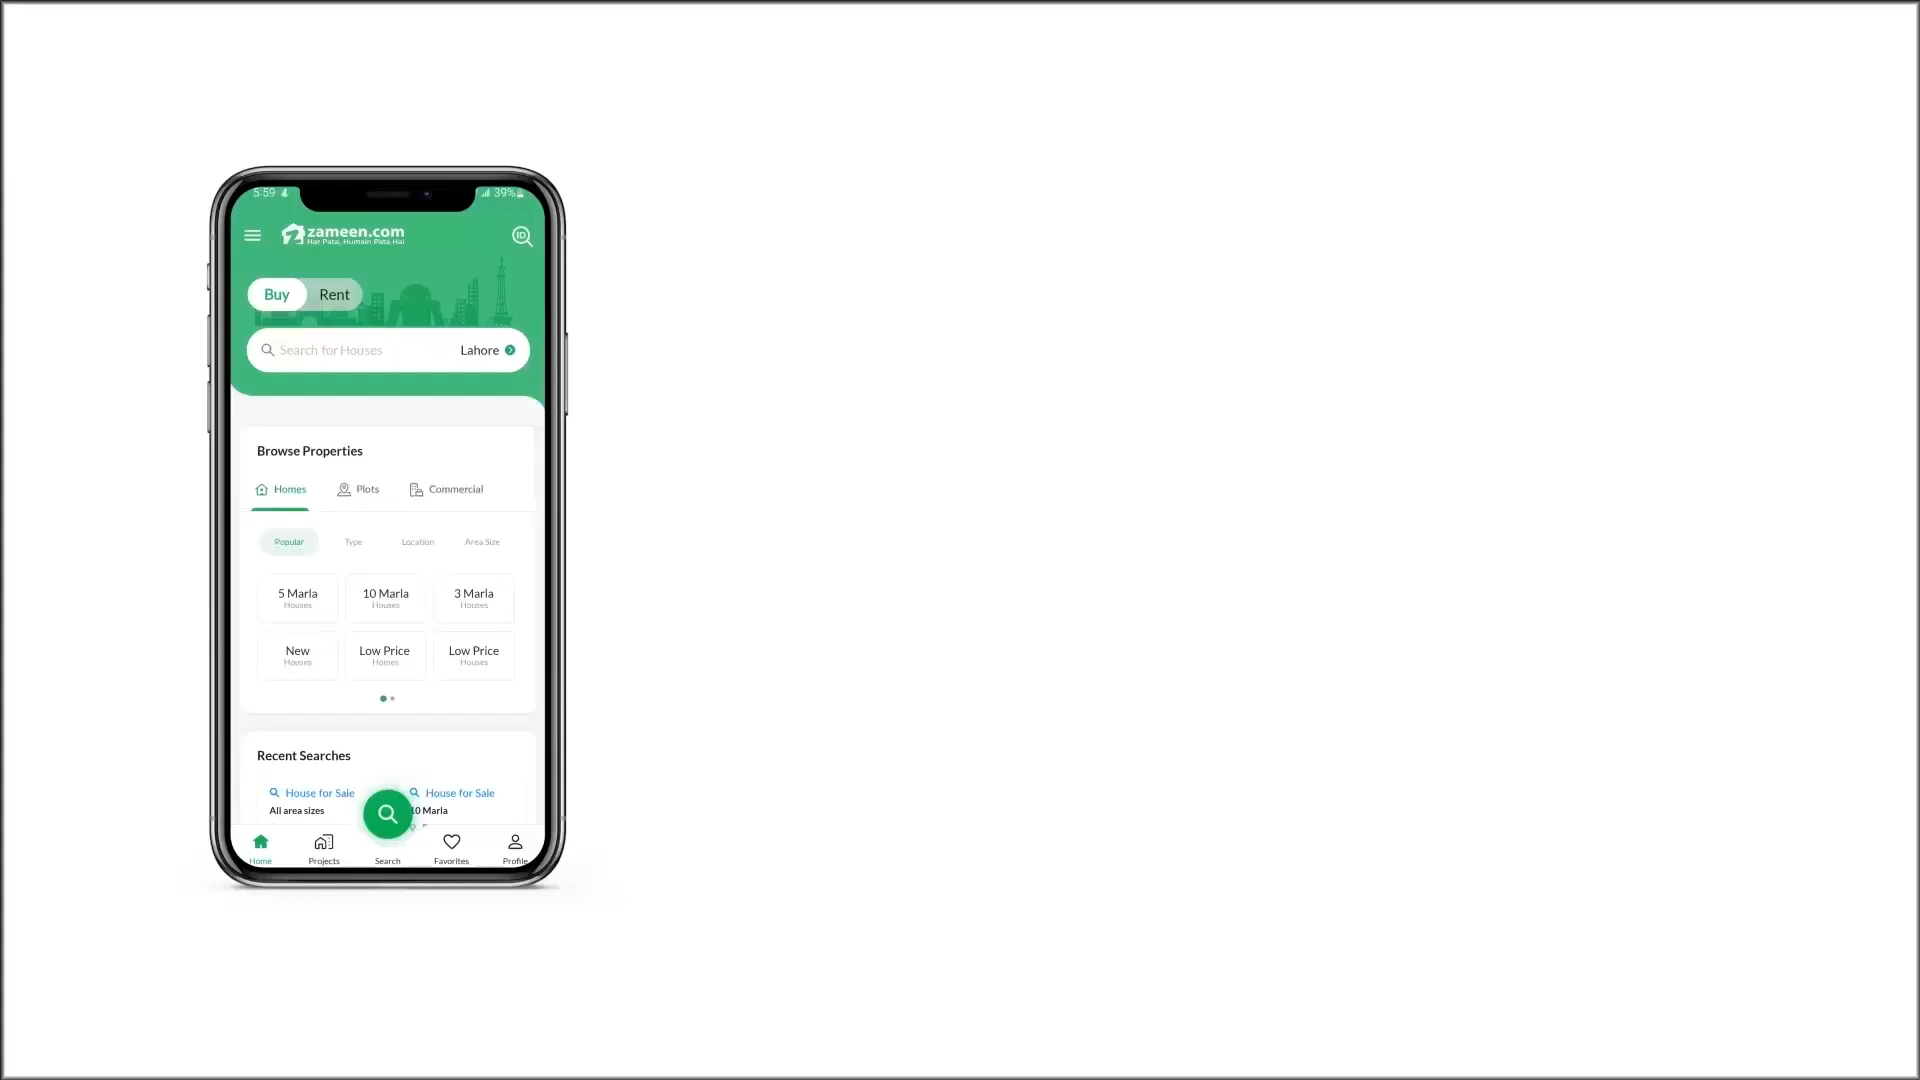 5:59
39%
zameen.com
Har Pata, Humain Pata Hai
ID
Buy Rent
Search for Houses Lahore
Browse Properties
Homes Plots Commercial
Popular Type Location Area Size
5 Marla 10 Marla 3 Marla
Houses Houses Houses
New Low Price Low Price
Houses Homes Houses
Recent Searches
House for Sale House for Sale
All area sizes 10 Marla
Home Projects Search Favorites Profile